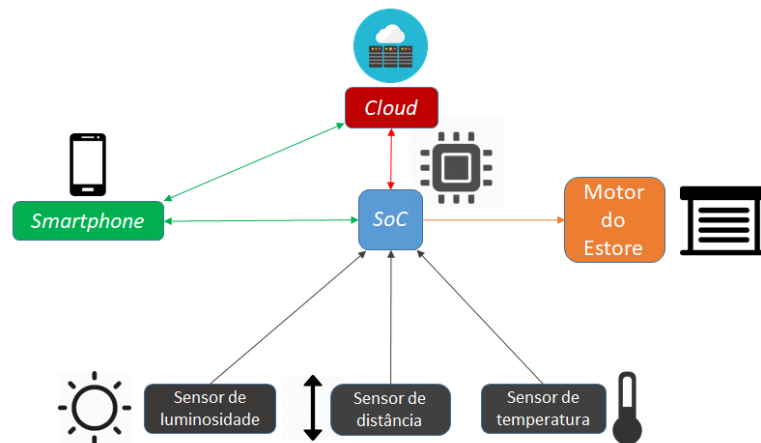 Cloud
Smartphone
SoC
Motor
do
Estore
Sensor de
luminosidade
Sensor de
distância
Sensor de
temperatura